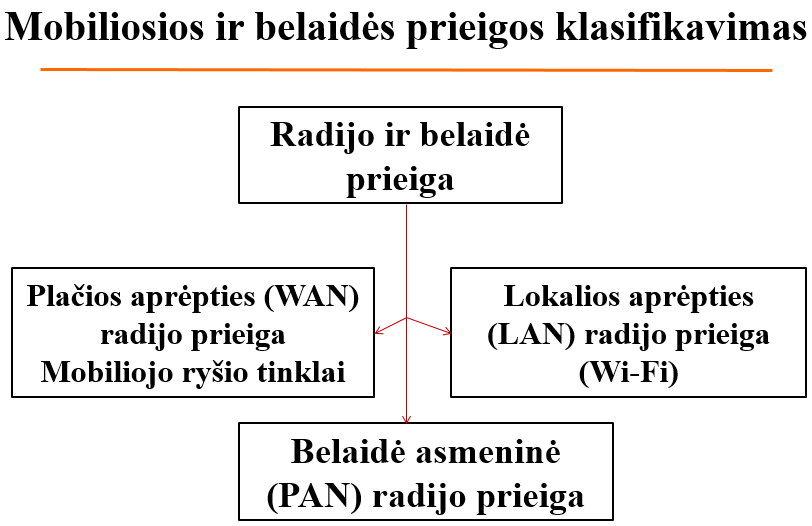 Mobiliosios ir belaidės prieigos klasifikavimas
Radijo ir belaidė
prieiga
Plačios aprėpties (WAN)
radijo prieiga
Mobiliojo ryšio tinklai
Lokalios aprėpties
(LAN) radijo prieiga
(Wi-Fi)
Belaidė asmeninė
(PAN) radijo prieiga